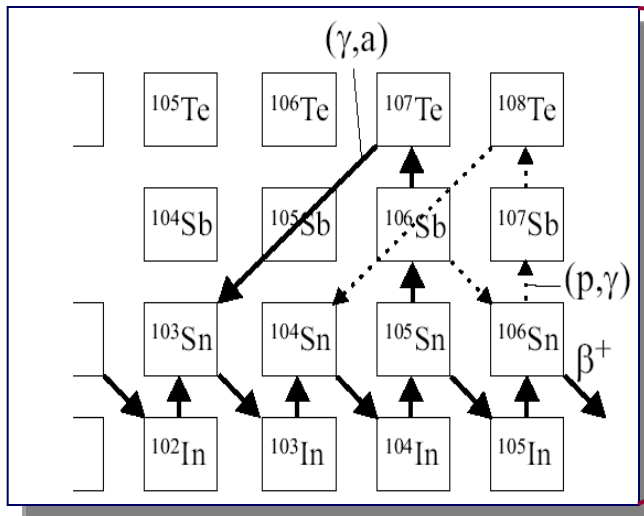 (γ,a)
¹⁰⁵Te ¹⁰⁶Te ¹⁰⁷Te ¹⁰⁸Te
¹⁰⁴Sb ¹⁰⁵Sb ¹⁰⁶Sb ¹⁰⁷Sb
(p,γ)
¹⁰³Sn ¹⁰⁴Sn ¹⁰⁵Sn ¹⁰⁶Sn
β⁺
¹⁰²In ¹⁰³In ¹⁰⁴In ¹⁰⁵In